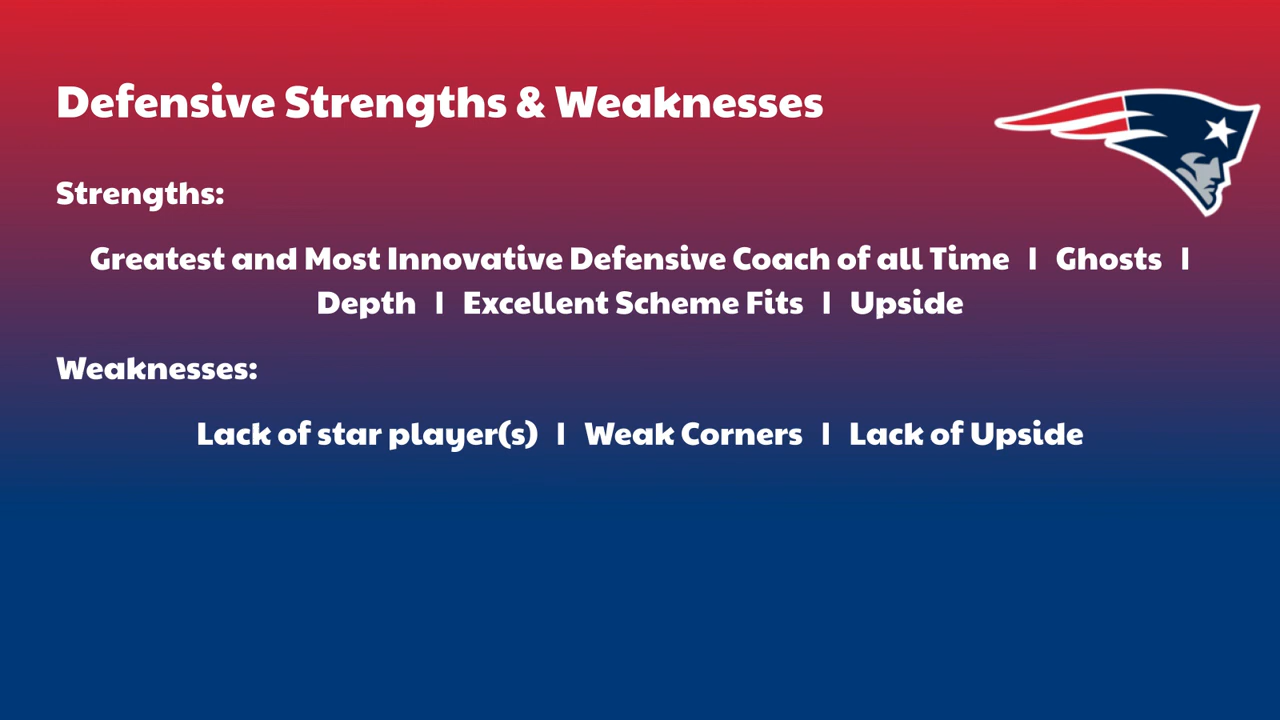 Defensive Strengths & Weaknesses
Strengths:
Greatest and Most Innovative Defensive Coach of all Time | Ghosts |
Depth | Excellent Scheme Fits | Upside
Weaknesses:
Lack of star player(s) | Weak Corners | Lack of Upside